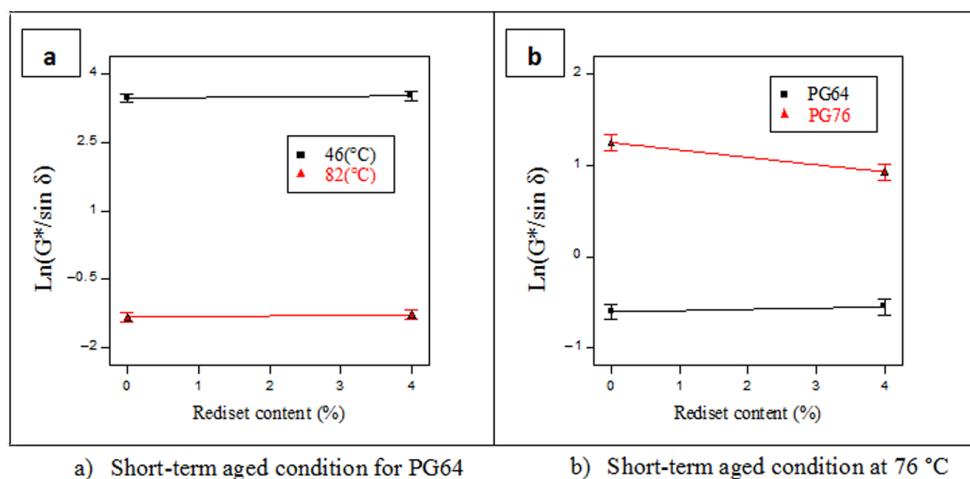 a
Ln(G*/sin δ)
4
2.5
1
−0.5
−2
46(°C)
82(°C)
0 1 2 3 4
Rediset content (%)
b
Ln(G*/sin δ)
2
1
0
−1
PG64
PG76
0 1 2 3 4
Rediset content (%)
a) Short-term aged condition for PG64
b) Short-term aged condition at 76 °C